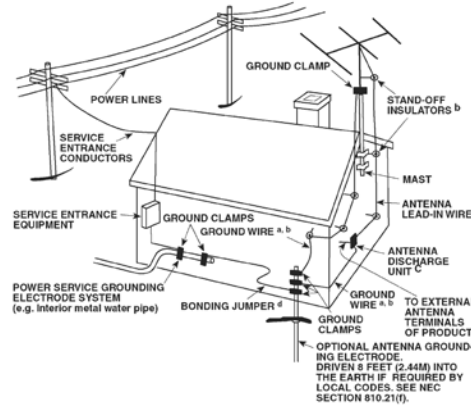 GROUND CLAMP
POWER LINES
STAND-OFF
INSULATORS b
SERVICE
ENTRANCE
CONDUCTORS
MAST
ANTENNA
LEAD-IN WIRE
SERVICE ENTRANCE
EQUIPMENT
GROUND CLAMPS
GROUND WIRE a, b
ANTENNA
DISCHARGE
UNIT C
POWER SERVICE GROUNDING
ELECTRODE SYSTEM
(e.g. Interior metal water pipe)
BONDING JUMPER d
GROUND
WIRE a, b
GROUND
CLAMPS
TO EXTERNA
ANTENNA
TERMINALS
OF PRODUCT
OPTIONAL ANTENNA GROUND-
ING ELECTRODE.
DRIVEN 8 FEET (2.44M) INTO
THE EARTH IF REQUIRED BY
LOCAL CODES. SEE NEC
SECTION 810.21(f).